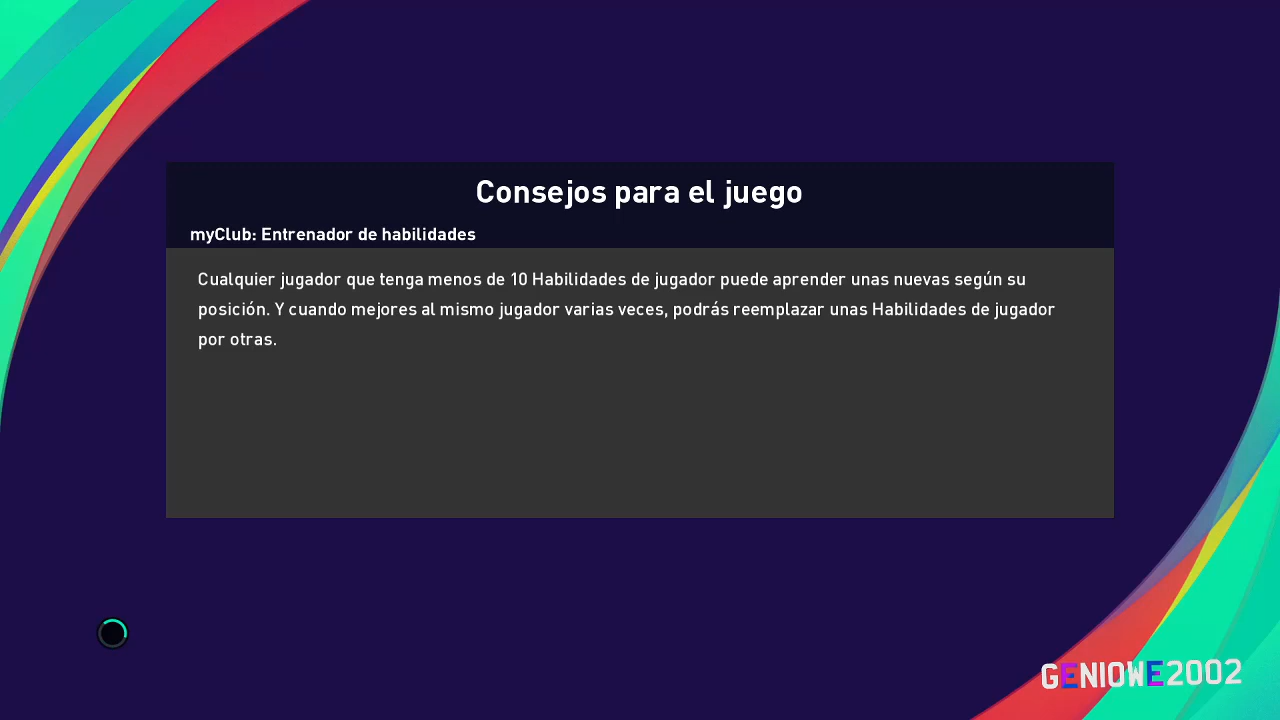 Consejos para el juego
myClub: Entrenador de habilidades
Cualquier jugador que tenga menos de 10 Habilidades de jugador puede aprender unas nuevas según su
posición. Y cuando mejores al mismo jugador varias veces, podrás reemplazar unas Habilidades de jugador
por otras.
GENIOWE2002